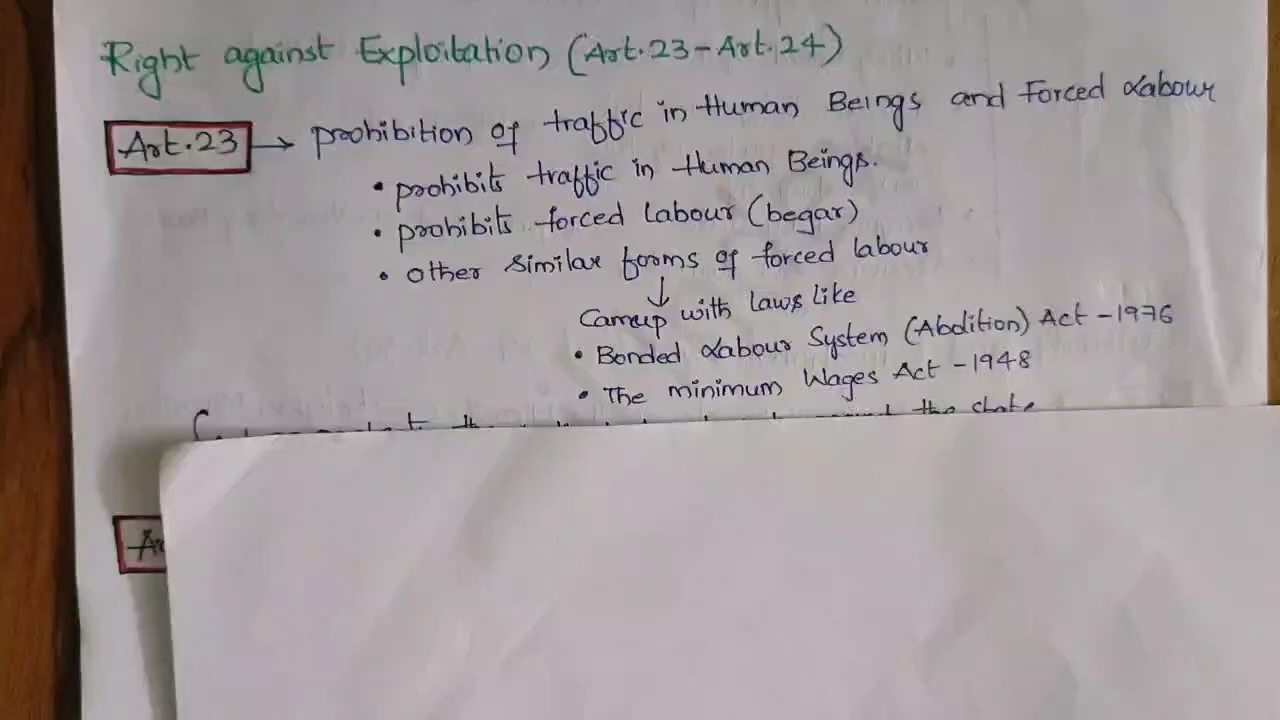 Right against Exploitation (Art.23-Art.24)
Art.23 → prohibition of traffic in Human Beings and Forced Labour
• prohibits traffic in Human Beings.
• prohibits forced labour (begar)
• other similar forms of forced labour
↓
Cameup with laws like
• Bonded Labour System (Abolition) Act - 1976
• The minimum Wages Act - 1948
the state